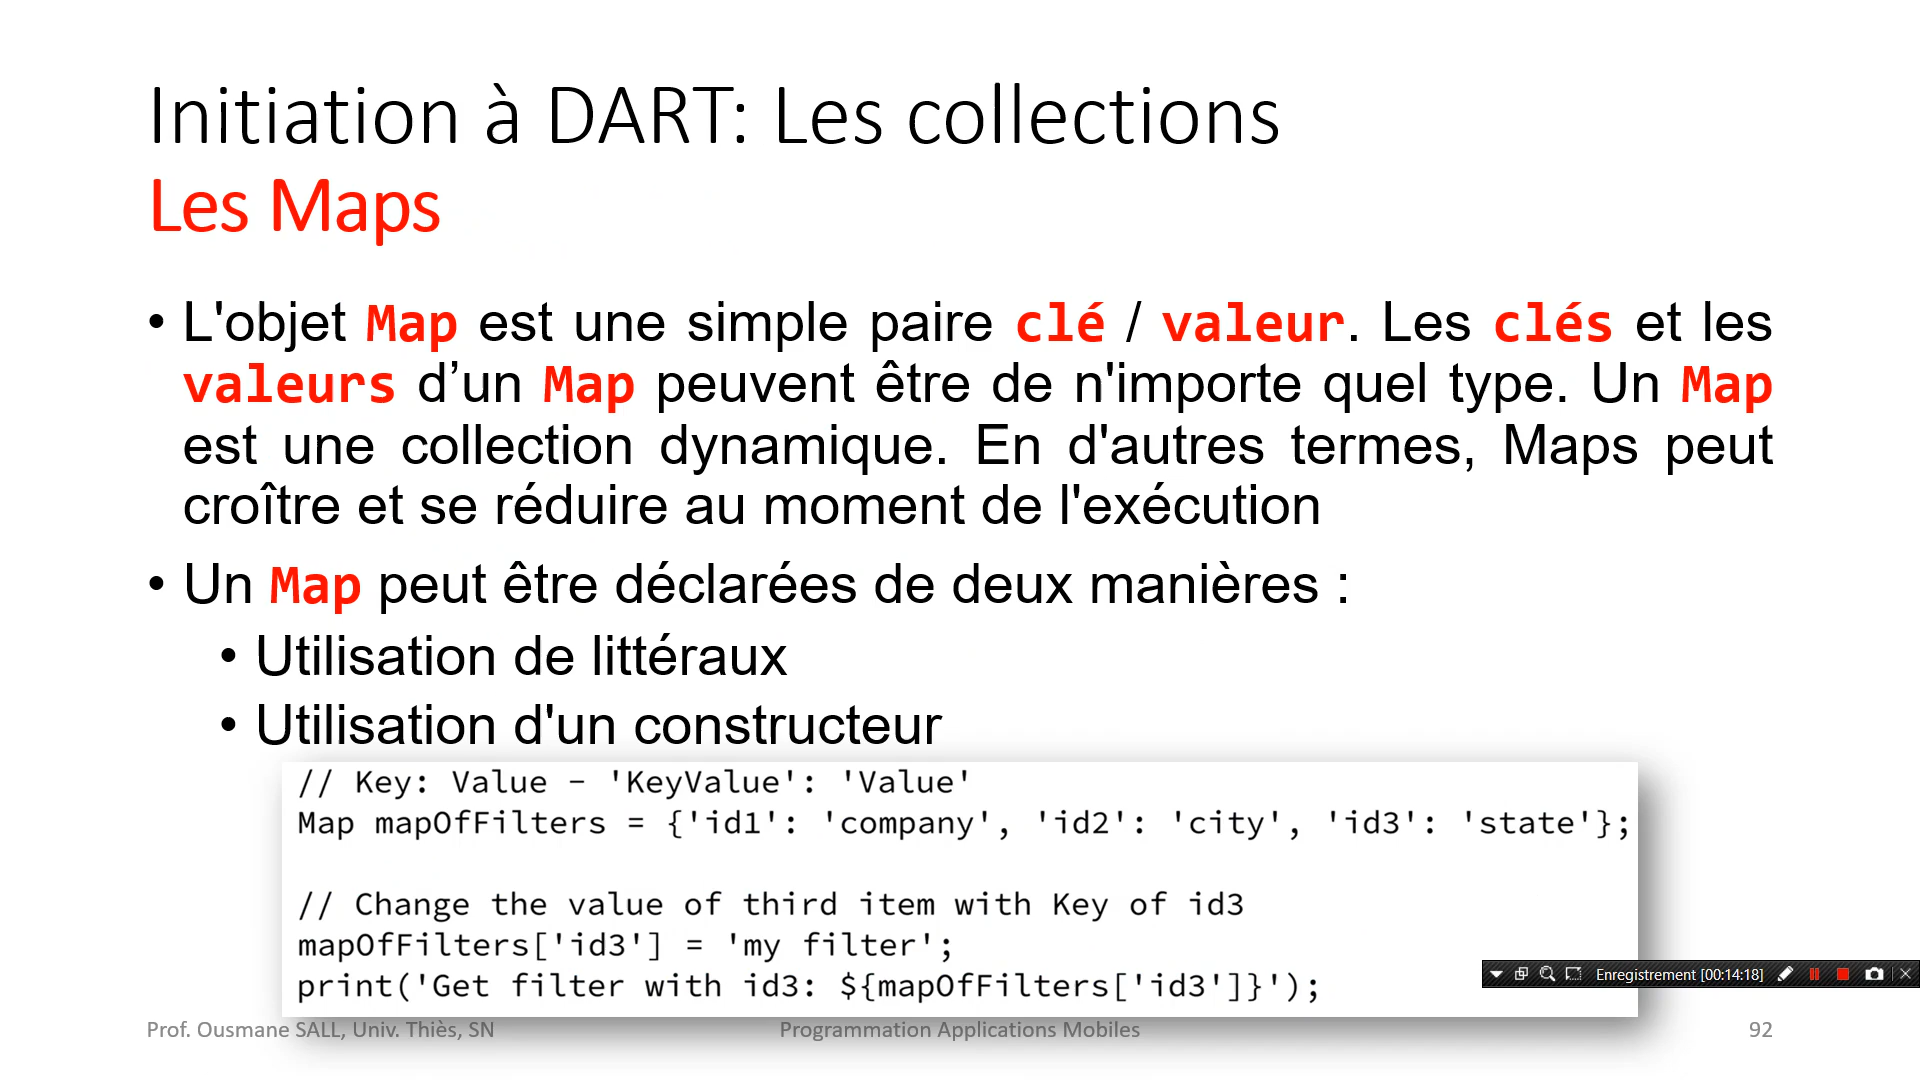 Initiation à DART: Les collections
Les Maps
• L'objet Map est une simple paire clé / valeur. Les clés et les
valeurs d’un Map peuvent être de n'importe quel type. Un Map
est une collection dynamique. En d'autres termes, Maps peut
croître et se réduire au moment de l'exécution
• Un Map peut être déclarées de deux manières :
• Utilisation de littéraux
• Utilisation d'un constructeur
// Key: Value - 'KeyValue': 'Value'
Map mapOfFilters = {'id1': 'company', 'id2': 'city', 'id3': 'state'};
// Change the value of third item with Key of id3
mapOfFilters['id3'] = 'my filter';
print('Get filter with id3: ${mapOfFilters['id3']}');
Enregistrement [00:14:18]
Prof. Ousmane SALL, Univ. Thiès, SN
Programmation Applications Mobiles
92